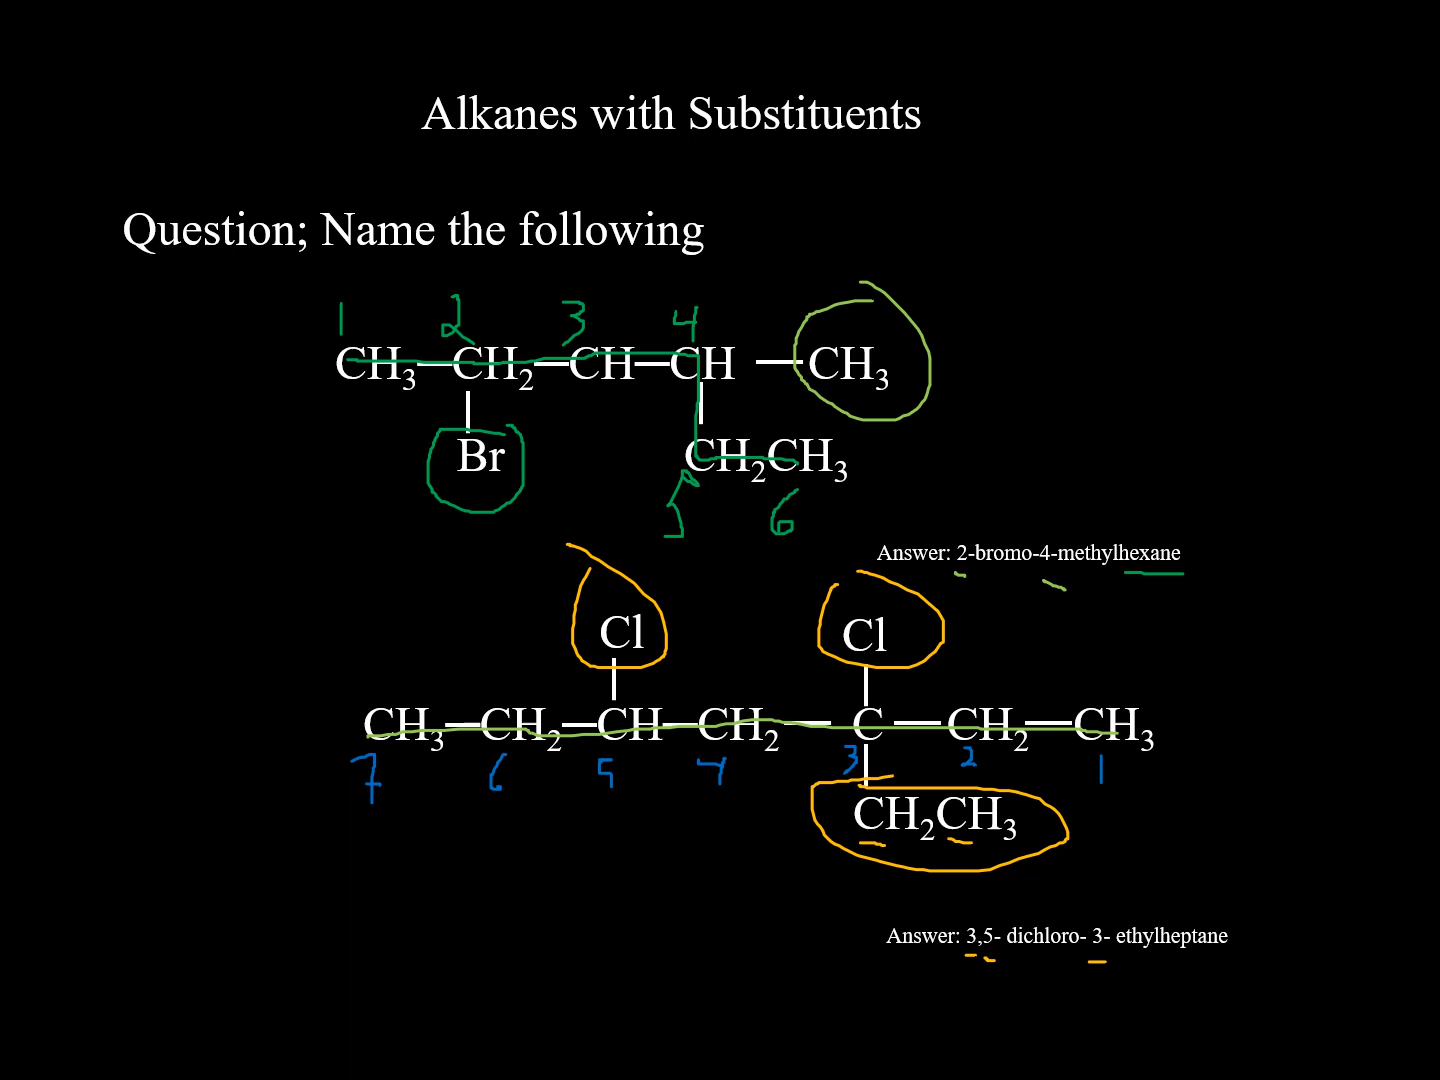 Alkanes with Substituents
Question; Name the following
1 2 3 4
CH₃—CH₂—CH—CH — CH₃
Br CH₂CH₃
5 6
Answer: 2-bromo-4-methylhexane
Cl Cl
CH₃—CH₂—CH—CH₂ — C — CH₂—CH₃
7 6 5 4 3 2 1
CH₂CH₃
Answer: 3,5- dichloro- 3- ethylheptane